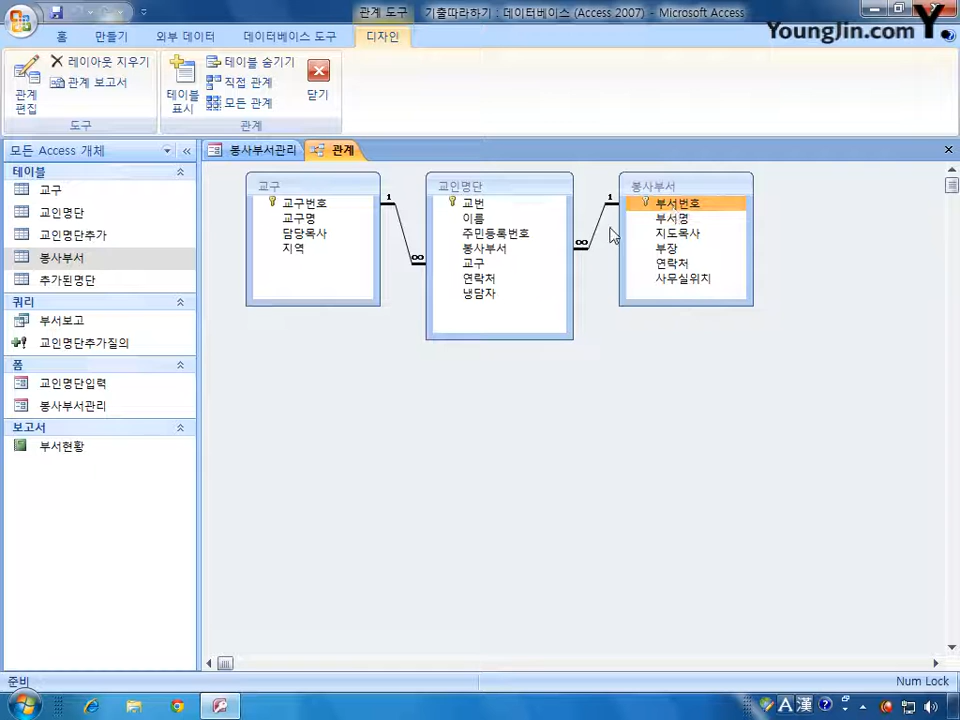 관계 도구
기출따라하기 : 데이터베이스 (Access 2007) - Microsoft Access
YoungJin.com Y.
홈 만들기 외부 데이터 데이터베이스 도구 디자인
관계 편집
레이아웃 지우기
관계 보고서
도구
테이블 표시
테이블 숨기기
직접 관계
모든 관계
닫기
관계
모든 Access 개체
봉사부서관리 관계
테이블
교구
교인명단
교인명단추가
봉사부서
추가된명단
쿼리
부서보고
교인명단추가질의
폼
교인명단입력
봉사부서관리
보고서
부서현황
교구
교구번호
교구명
담당목사
지역
1
∞
교인명단
교번
이름
주민등록번호
봉사부서
교구
연락처
냉담자
∞
1
봉사부서
부서번호
부서명
지도목사
부장
연락처
사무실위치
준비
Num Lock
A 漢